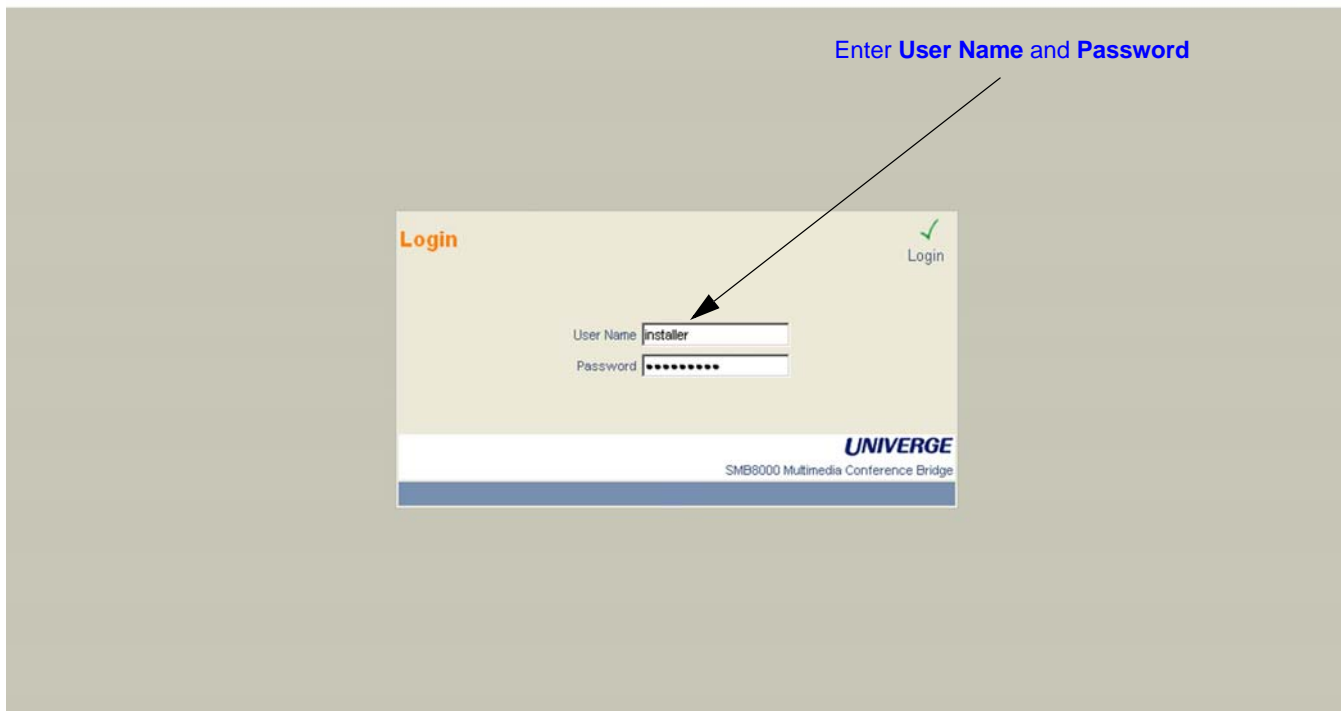 Enter User Name and Password
Login
Login
User Name installer
Password •••••••••
UNIVERGE
SMB8000 Multimedia Conference Bridge